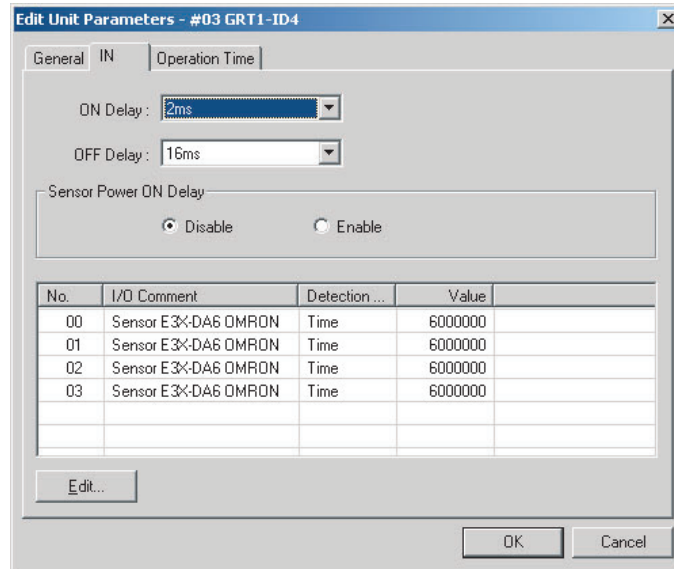 Edit Unit Parameters - #03 GRT1-ID4
General IN Operation Time
ON Delay : 2ms
OFF Delay : 16ms
Sensor Power ON Delay
Disable Enable
No. I/O Comment Detection ... Value
00 Sensor E3X-DA6 OMRON Time 6000000
01 Sensor E3X-DA6 OMRON Time 6000000
02 Sensor E3X-DA6 OMRON Time 6000000
03 Sensor E3X-DA6 OMRON Time 6000000
Edit...
OK Cancel